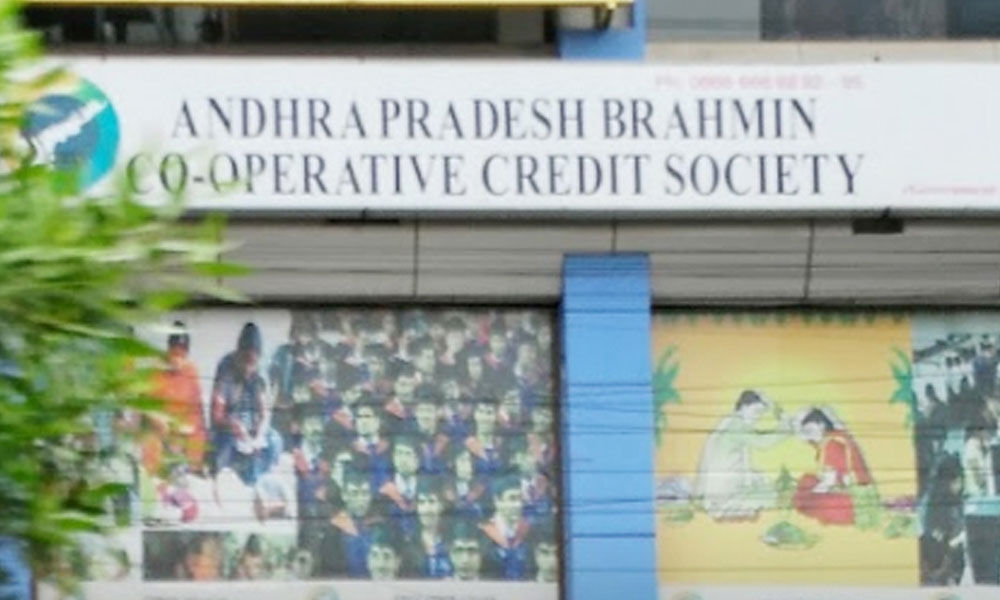 ANDHRA PRADESH BRAHMIN
CO-OPERATIVE CREDIT SOCIETY